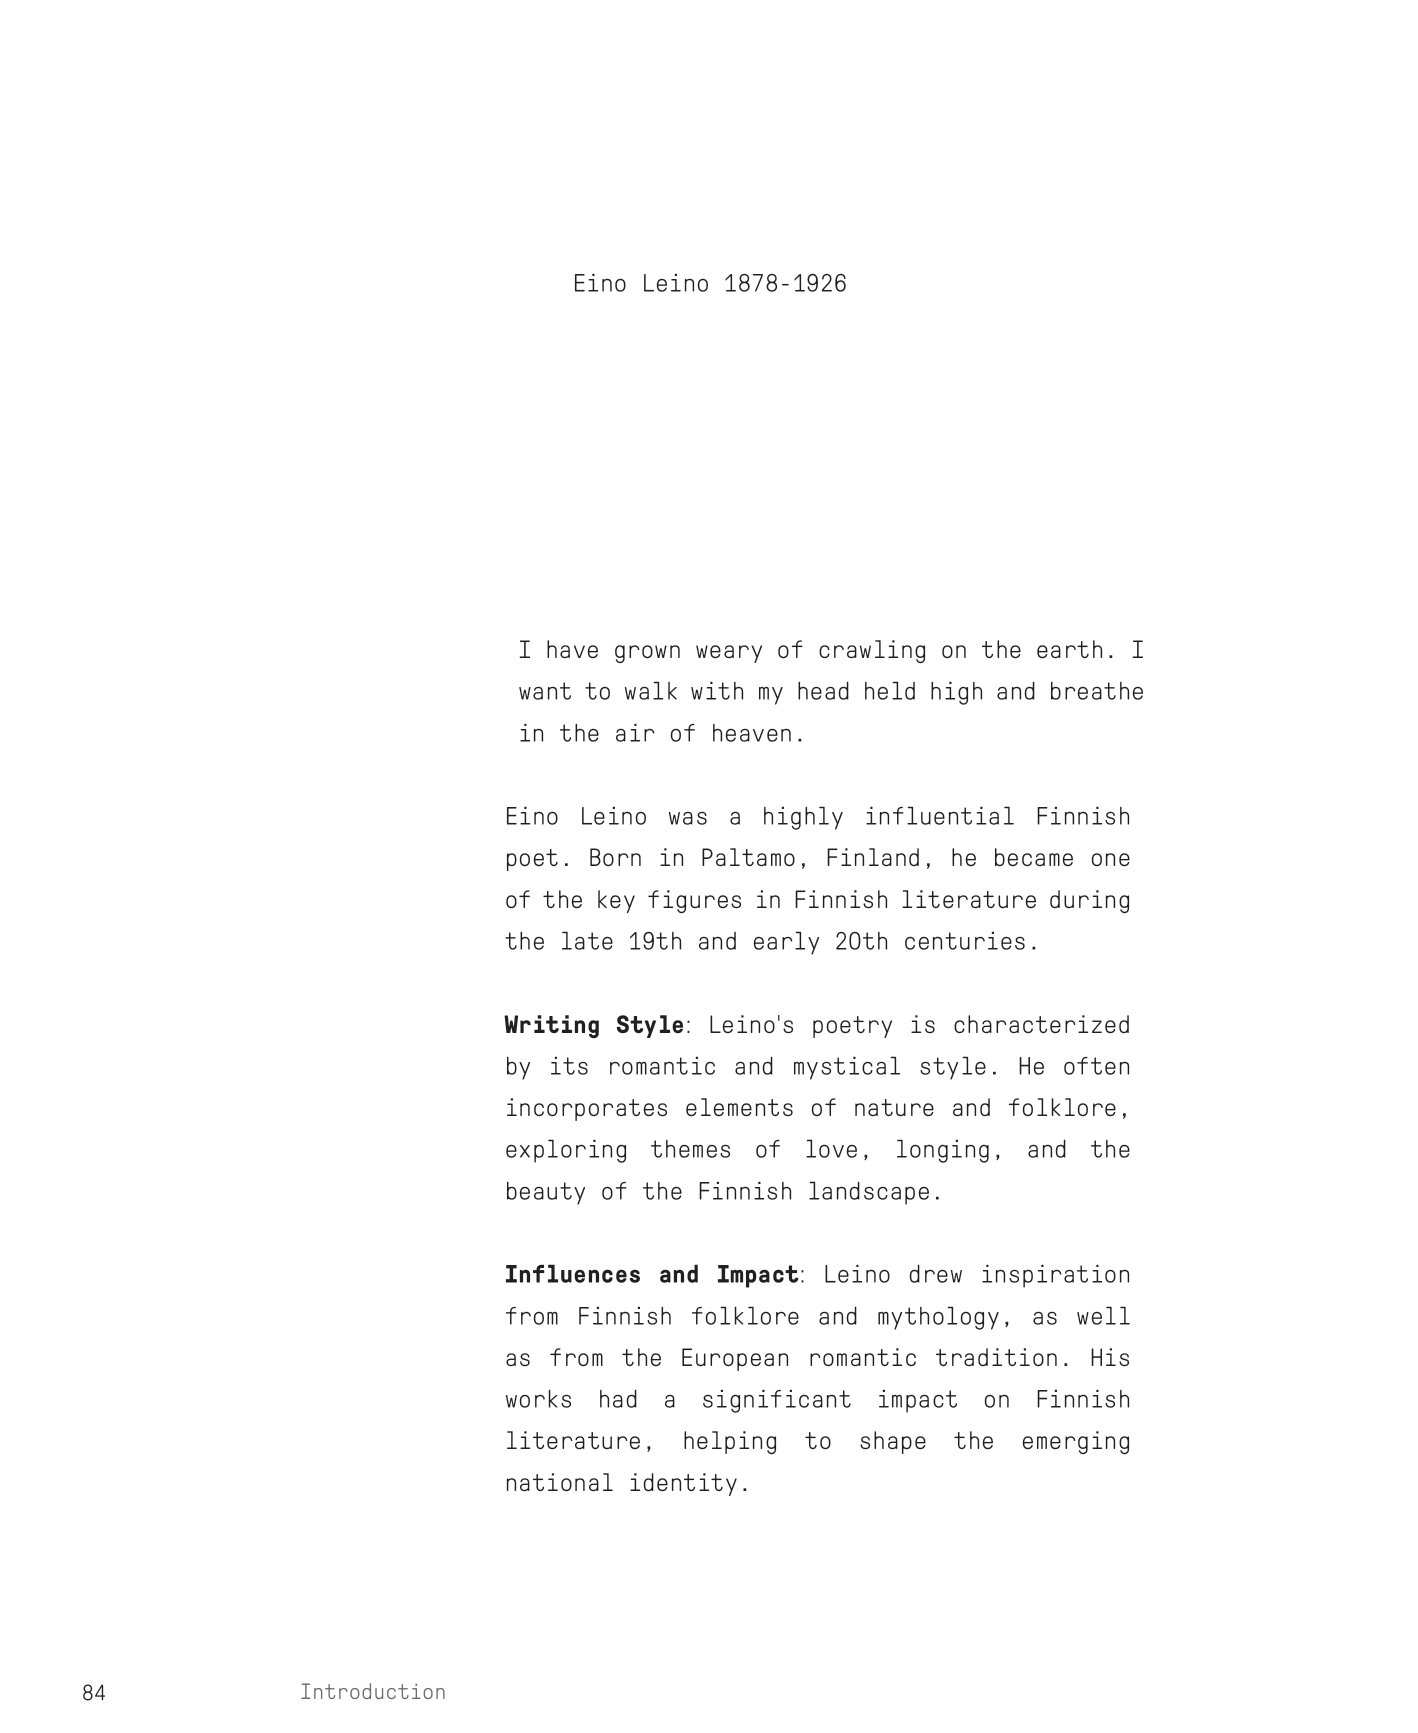 Eino Leino 1878-1926
I have grown weary of crawling on the earth. I
want to walk with my head held high and breathe
in the air of heaven.
Eino Leino was a highly influential Finnish
poet. Born in Paltamo, Finland, he became one
of the key figures in Finnish literature during
the late 19th and early 20th centuries.
Writing Style: Leino's poetry is characterized
by its romantic and mystical style. He often
incorporates elements of nature and folklore,
exploring themes of love, longing, and the
beauty of the Finnish landscape.
Influences and Impact: Leino drew inspiration
from Finnish folklore and mythology, as well
as from the European romantic tradition. His
works had a significant impact on Finnish
literature, helping to shape the emerging
national identity.
84 Introduction